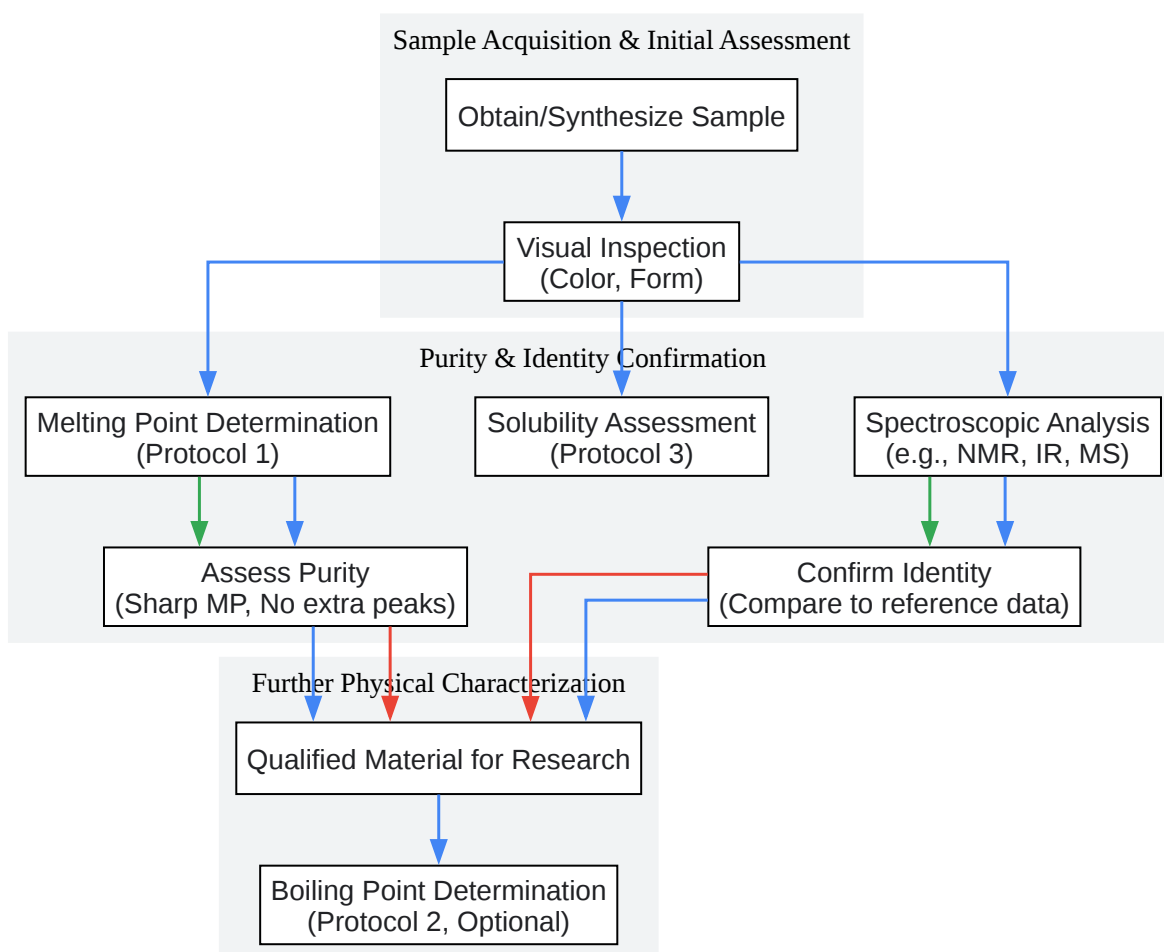 Sample Acquisition & Initial Assessment
Obtain/Synthesize Sample
Visual Inspection
(Color, Form)
Purity & Identity Confirmation
Melting Point Determination
(Protocol 1)
Solubility Assessment
(Protocol 3)
Spectroscopic Analysis
(e.g., NMR, IR, MS)
Assess Purity
(Sharp MP, No extra peaks)
Confirm Identity
(Compare to reference data)
Further Physical Characterization
Qualified Material for Research
Boiling Point Determination
(Protocol 2, Optional)